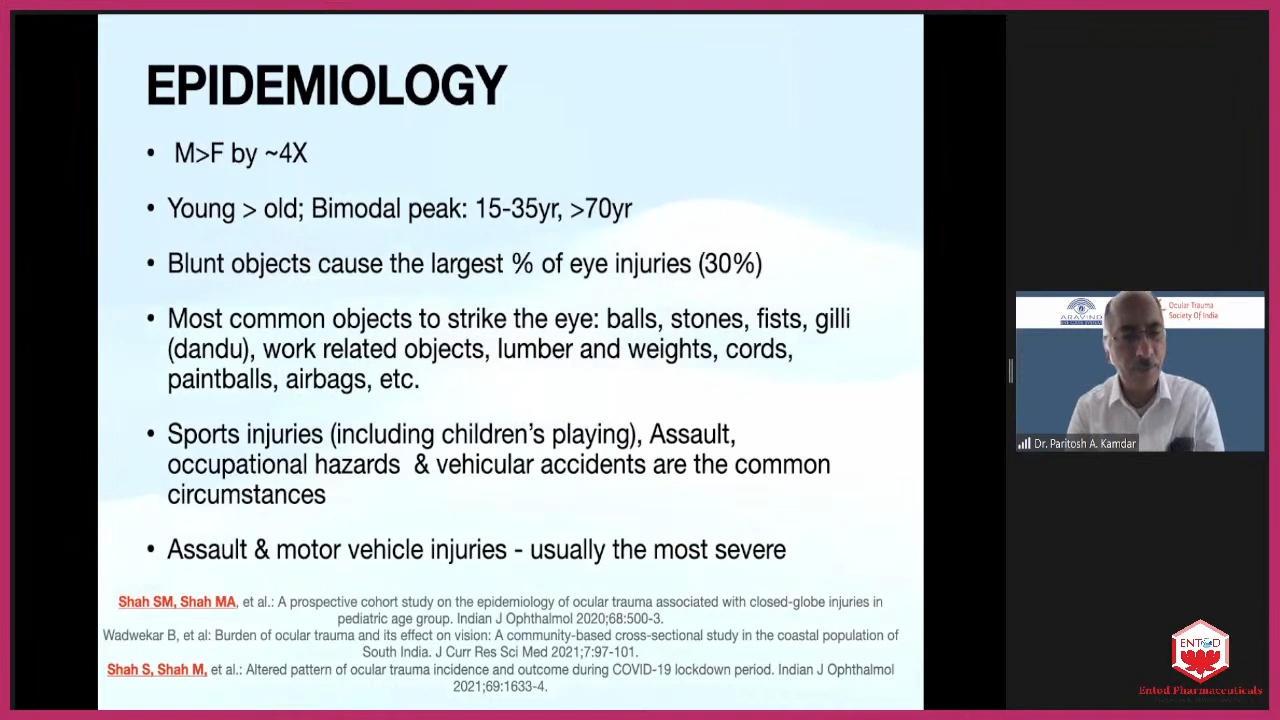 EPIDEMIOLOGY
• M>F by ~4X
• Young > old; Bimodal peak: 15-35yr, >70yr
• Blunt objects cause the largest % of eye injuries (30%)
• Most common objects to strike the eye: balls, stones, fists, gilli
(dandu), work related objects, lumber and weights, cords,
paintballs, airbags, etc.
• Sports injuries (including children’s playing), Assault,
occupational hazards & vehicular accidents are the common
circumstances
• Assault & motor vehicle injuries - usually the most severe
Shah SM, Shah MA, et al.: A prospective cohort study on the epidemiology of ocular trauma associated with closed-globe injuries in
pediatric age group. Indian J Ophthalmol 2020;68:500-3.
Wadwekar B, et al: Burden of ocular trauma and its effect on vision: A community-based cross-sectional study in the coastal population of
South India. J Curr Res Sci Med 2021;7:97-101.
Shah S, Shah M, et al.: Altered pattern of ocular trauma incidence and outcome during COVID-19 lockdown period. Indian J Ophthalmol
2021;69:1633-4.
ARAVIND
Ocular Trauma
Society Of India
Dr. Paritosh A. Kamdar
ENTOD
Entod Pharmaceuticals